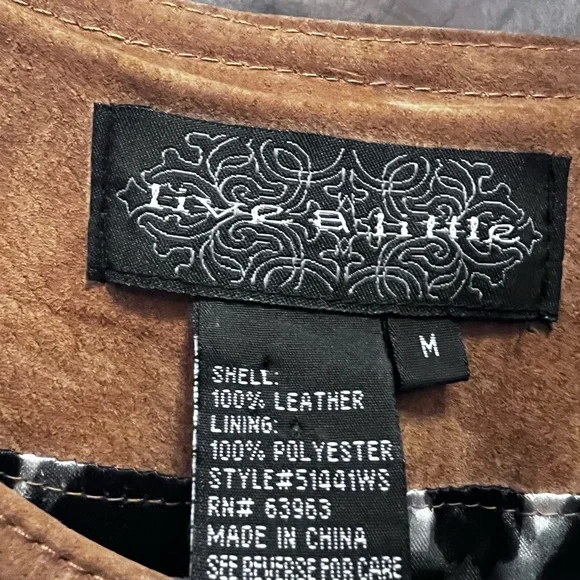 Live a little
M
SHELL:
100% LEATHER
LINING:
100% POLYESTER
STYLE#51441WS
RN# 63963
MADE IN CHINA
SEE REVERSE FOR CARE